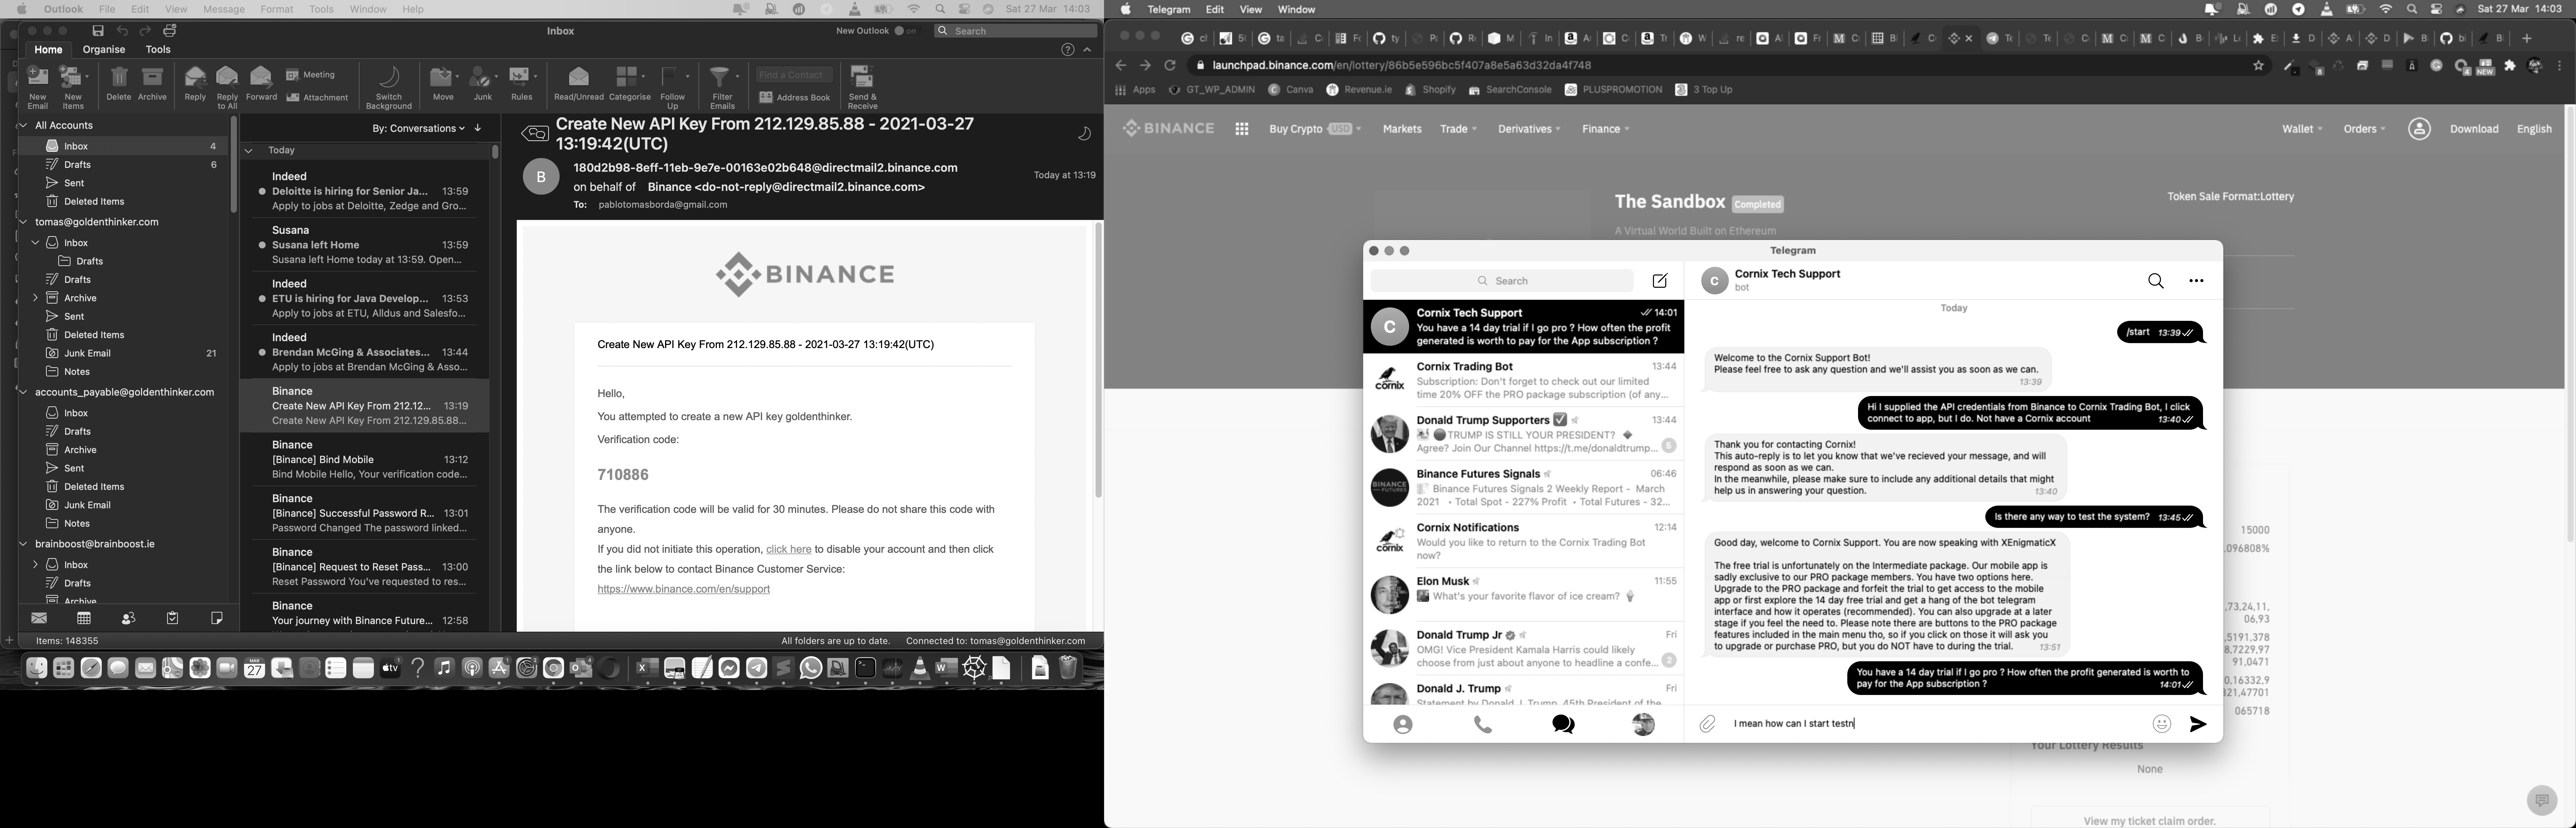 Outlook File Edit View Message Format Tools Window Help
Sat 27 Mar 14:03
Inbox
New Outlook
Search
Home Organise Tools
New Email
New Items
Delete
Archive
Reply
Reply to All
Forward
Meeting
Attachment
Switch Background
Move
Junk
Rules
Read/Unread
Categorise
Follow Up
Filter Emails
Find a Contact
Address Book
Send & Receive
All Accounts
Inbox 4
Drafts 6
Sent
Deleted Items
tomas@goldenthinker.com
Inbox
Drafts
Drafts
Archive
Sent
Deleted Items
Junk Email 21
Notes
accounts_payable@goldenthinker.com
Inbox
Drafts
Archive
Sent
Deleted Items
Junk Email
Notes
brainboost@brainboost.ie
Inbox
Drafts
Archive
Items: 148355
By: Conversations
Today
Indeed
Deloitte is hiring for Senior Ja... 13:59
Apply to jobs at Deloitte, Zedge and Gro...
Susana
Susana left Home 13:59
Susana left Home today at 13:59. Open...
Indeed
ETU is hiring for Java Develop... 13:53
Apply to jobs at ETU, Alldus and Salesfo...
Indeed
Brendan McGing & Associates... 13:44
Apply to jobs at Brendan McGing & Asso...
Binance
Create New API Key From 212.12... 13:19
Create New API Key From 212.129.85.88...
Binance
[Binance] Bind Mobile 13:12
Bind Mobile Hello, Your verification code...
Binance
[Binance] Successful Password R... 13:01
Password Changed The password linked...
Binance
[Binance] Request to Reset Pass... 13:00
Reset Password You've requested to res...
Binance
Your journey with Binance Future... 12:58
Create New API Key From 212.129.85.88 - 2021-03-27
13:19:42(UTC)
B
180d2b98-8eff-11eb-9e7e-00163e02b648@directmail2.binance.com
on behalf of Binance <do-not-reply@directmail2.binance.com>
Today at 13:19
To: pablotomasborda@gmail.com
BINANCE
Create New API Key From 212.129.85.88 - 2021-03-27 13:19:42(UTC)
Hello,
You attempted to create a new API key goldenthinker.
Verification code:
710886
The verification code will be valid for 30 minutes. Please do not share this code with
anyone.
If you did not initiate this operation, click here to disable your account and then click
the link below to contact Binance Customer Service:
https://www.binance.com/en/support
All folders are up to date. Connected to: tomas@goldenthinker.com
MAR
27
tv
Telegram Edit View Window
Sat 27 Mar 14:03
launchpad.binance.com/en/lottery/86b5e596bc5f407a8e5a63d32da4f748
Apps GT_WP_ADMIN Canva Revenue.ie Shopify SearchConsole PLUSPROMOTION 3 Top Up
NEW
BINANCE
Buy Crypto USD Markets Trade Derivatives Finance
Wallet Orders Download English
The Sandbox Completed
Token Sale Format:Lottery
A Virtual World Built on Ethereum
Telegram
Search
Cornix Tech Support 14:01
You have a 14 day trial if I go pro ? How often the profit
generated is worth to pay for the App subscription ?
Cornix Trading Bot 13:44
Subscription: Don't forget to check out our limited
time 20% OFF the PRO package subscription (of any...
Donald Trump Supporters 13:44
TRUMP IS STILL YOUR PRESIDENT?
Agree? Join Our Channel https://t.me/donaldtrump...
Binance Futures Signals 06:46
Binance Futures Signals 2 Weekly Report - March
2021 • Total Spot - 227% Profit • Total Futures - 32...
Cornix Notifications 12:14
Would you like to return to the Cornix Trading Bot
now?
Elon Musk 11:55
What's your favorite flavor of ice cream?
Donald Trump Jr Fri
OMG! Vice President Kamala Harris could likely
choose from just about anyone to headline a confe... 2
Donald J. Trump Fri
Statement by Donald J. Trump, 45th President of the
C
Cornix Tech Support
bot
Today
/start 13:39
Welcome to the Cornix Support Bot!
Please feel free to ask any question and we'll assist you as soon as we can.
13:39
Hi I supplied the API credentials from Binance to Cornix Trading Bot, I click
connect to app, but I do. Not have a Cornix account 13:40
Thank you for contacting Cornix!
This auto-reply is to let you know that we've recieved your message, and will
respond as soon as we can.
In the meanwhile, please make sure to include any additional details that might
help us in answering your question. 13:40
Is there any way to test the system? 13:45
Good day, welcome to Cornix Support. You are now speaking with XEnigmaticX
The free trial is unfortunately on the Intermediate package. Our mobile app is
sadly exclusive to our PRO package members. You have two options here.
Upgrade to the PRO package and forfeit the trial to get access to the mobile
app or first explore the 14 day free trial and get a hang of the bot telegram
interface and how it operates (recommended). You can also upgrade at a later
stage if you feel the need to. Please note there are buttons to the PRO package
features included in the main menu tho, so if you click on those it will ask you
to upgrade or purchase PRO, but you do NOT have to during the trial. 13:51
You have a 14 day trial if I go pro ? How often the profit generated is worth to
pay for the App subscription ? 14:01
I mean how can I start testn
15000
.096808%
,73,24,11,
06,93
,5191,378
,8,7229,97
91.0471
0,16332,9
321,47701
065718
Your Lottery Results
None
View my ticket claim order.